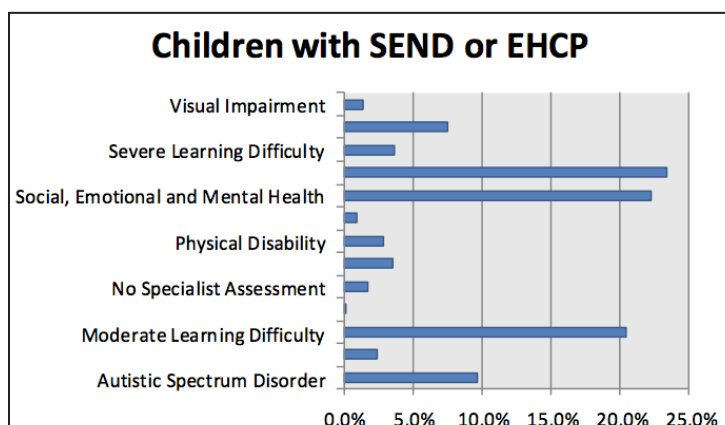 Children with SEND or EHCP
Visual Impairment
Severe Learning Difficulty
Social, Emotional and Mental Health
Physical Disability
No Specialist Assessment
Moderate Learning Difficulty
Autistic Spectrum Disorder
0.0% 5.0% 10.0% 15.0% 20.0% 25.0%